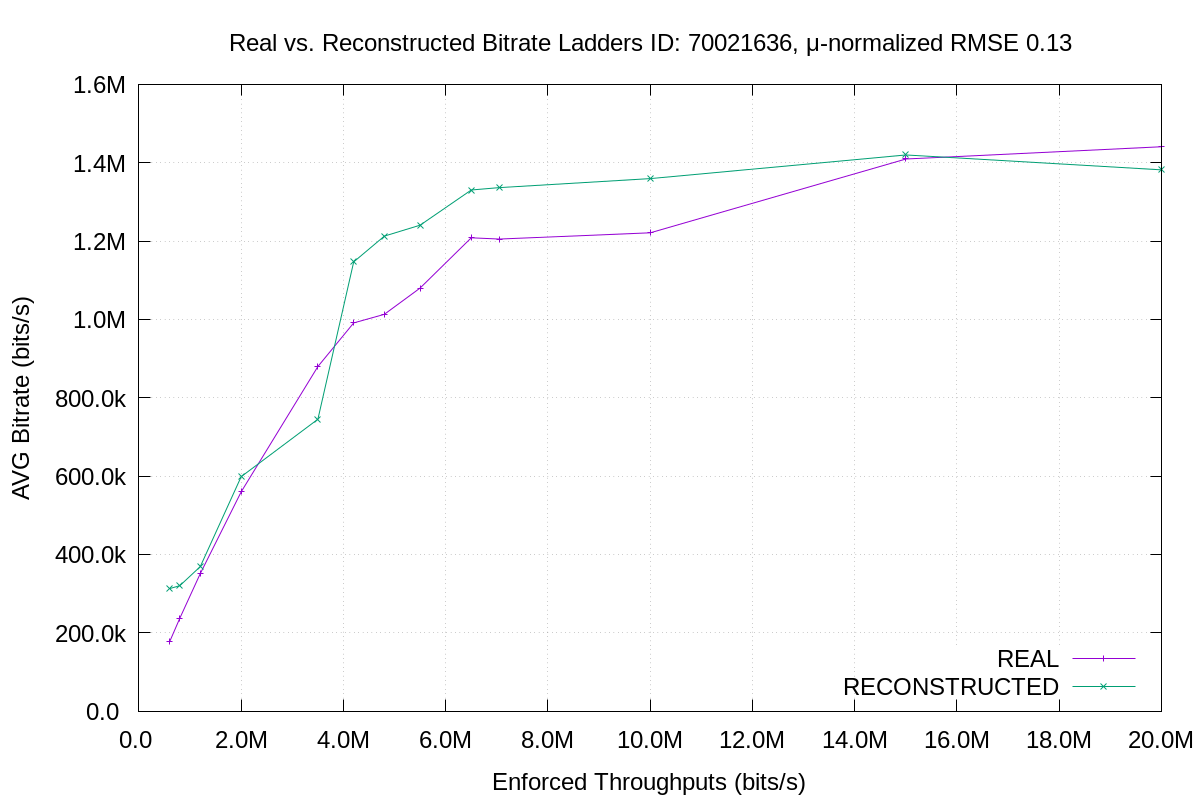 Real vs. Reconstructed Bitrate Ladders ID: 70021636, μ-normalized RMSE 0.13
1.6M
1.4M
1.2M
1.0M
800.0k
600.0k
400.0k
200.0k
0.0
AVG Bitrate (bits/s)
REAL
RECONSTRUCTED
0.0 2.0M 4.0M 6.0M 8.0M 10.0M 12.0M 14.0M 16.0M 18.0M 20.0M
Enforced Throughputs (bits/s)